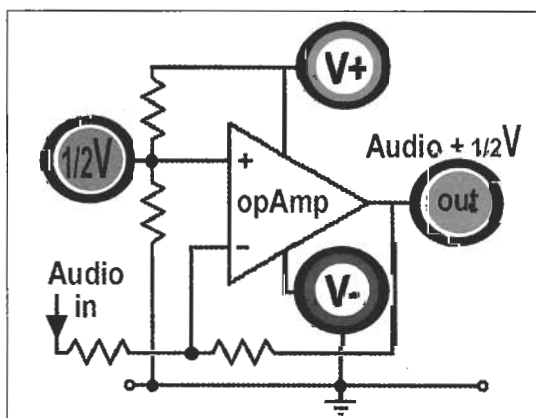 V+
Audio + 1/2V
1/2V
+
opAmp
out
−
Audio
in
V-